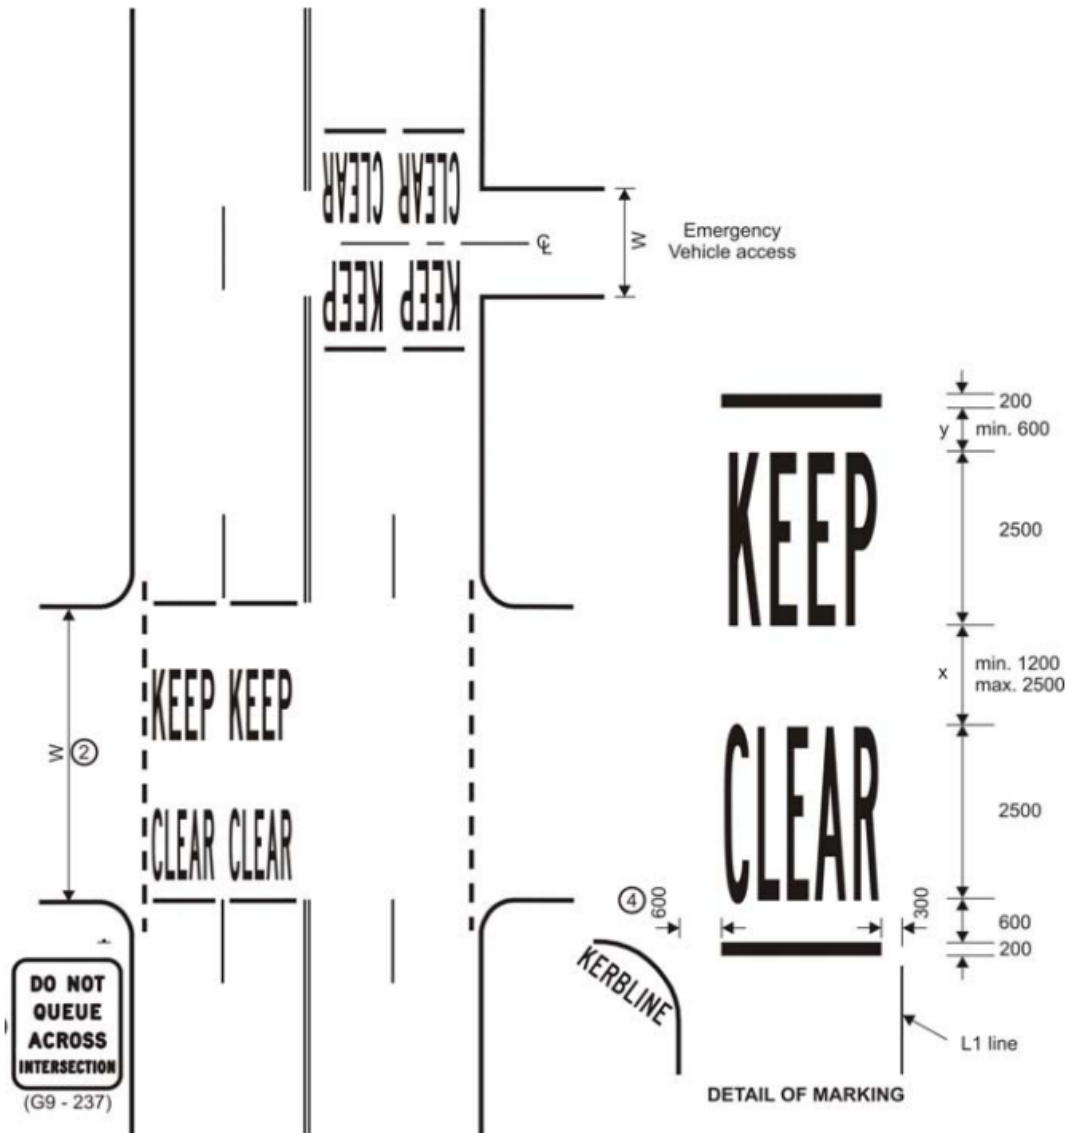 CLEAR CLEAR
KEEP KEEP
℄
W
Emergency
Vehicle access
200
y min. 600
KEEP
2500
x min. 1200
max. 2500
CLEAR
2500
KEEP KEEP
W 2
CLEAR CLEAR
4 600
300
600
200
KERBLINE
L1 line
DETAIL OF MARKING
DO NOT
QUEUE
ACROSS
INTERSECTION
(G9 - 237)